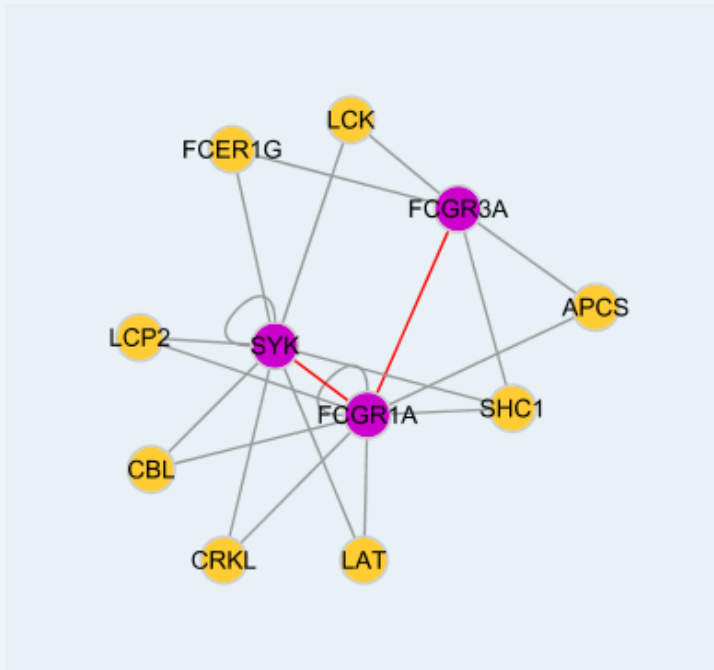 LCK
FCER1G
FCGR3A
APCS
LCP2
SYK
SHC1
FCGR1A
CBL
CRKL
LAT